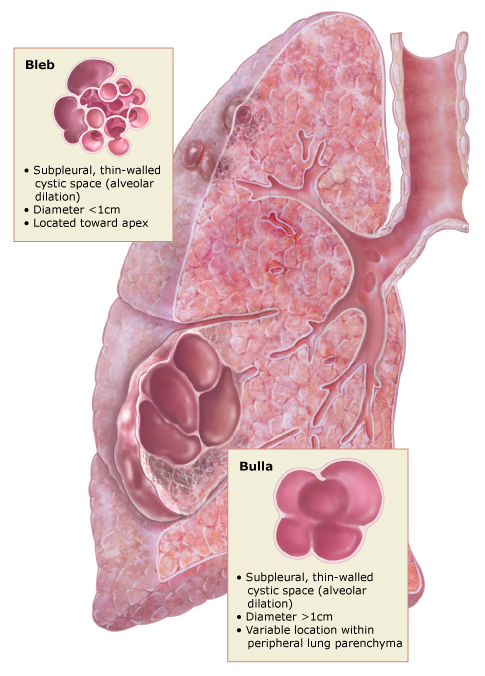 Bleb
• Subpleural, thin-walled
cystic space (alveolar
dilation)
• Diameter <1cm
• Located toward apex
Bulla
• Subpleural, thin-walled
cystic space (alveolar
dilation)
• Diameter >1cm
• Variable location within
peripheral lung parenchyma